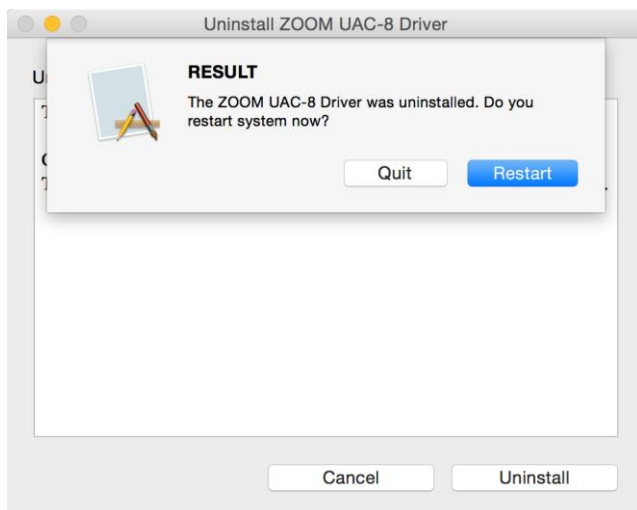 Uninstall ZOOM UAC-8 Driver
RESULT
The ZOOM UAC-8 Driver was uninstalled. Do you
restart system now?
Quit
Restart
Cancel
Uninstall